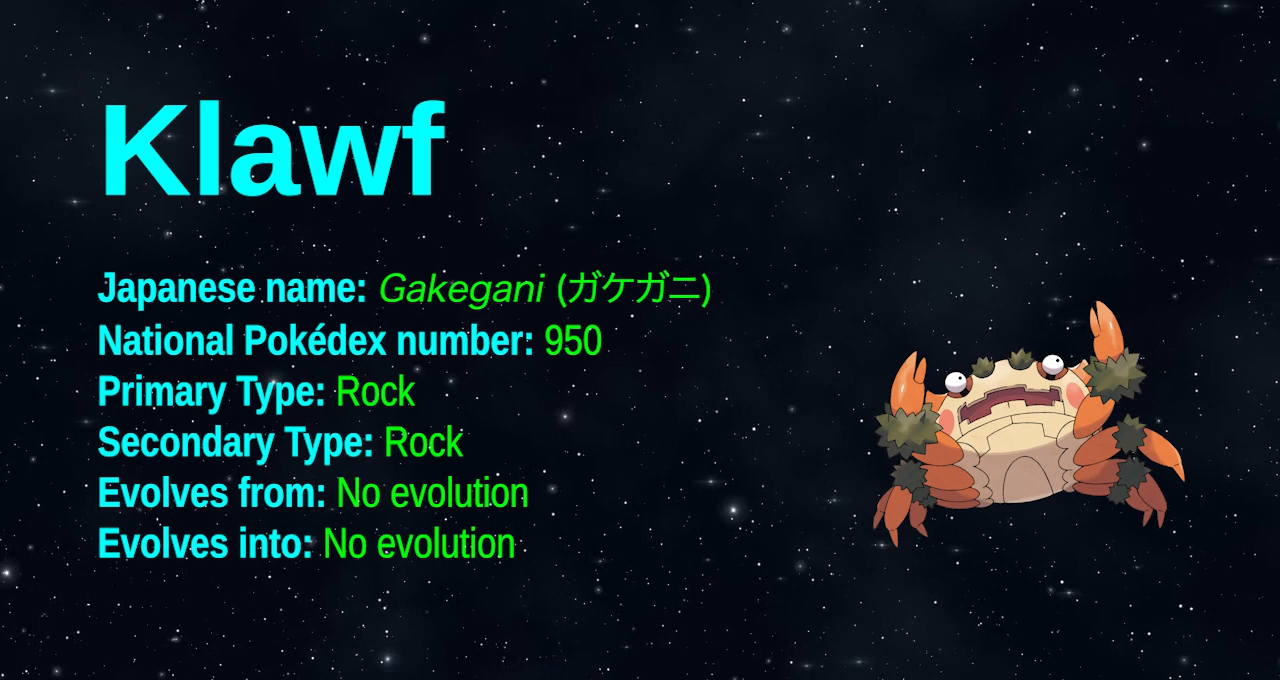 Klawf
Japanese name: Gakegani (ガケガニ)
National Pokédex number: 950
Primary Type: Rock
Secondary Type: Rock
Evolves from: No evolution
Evolves into: No evolution